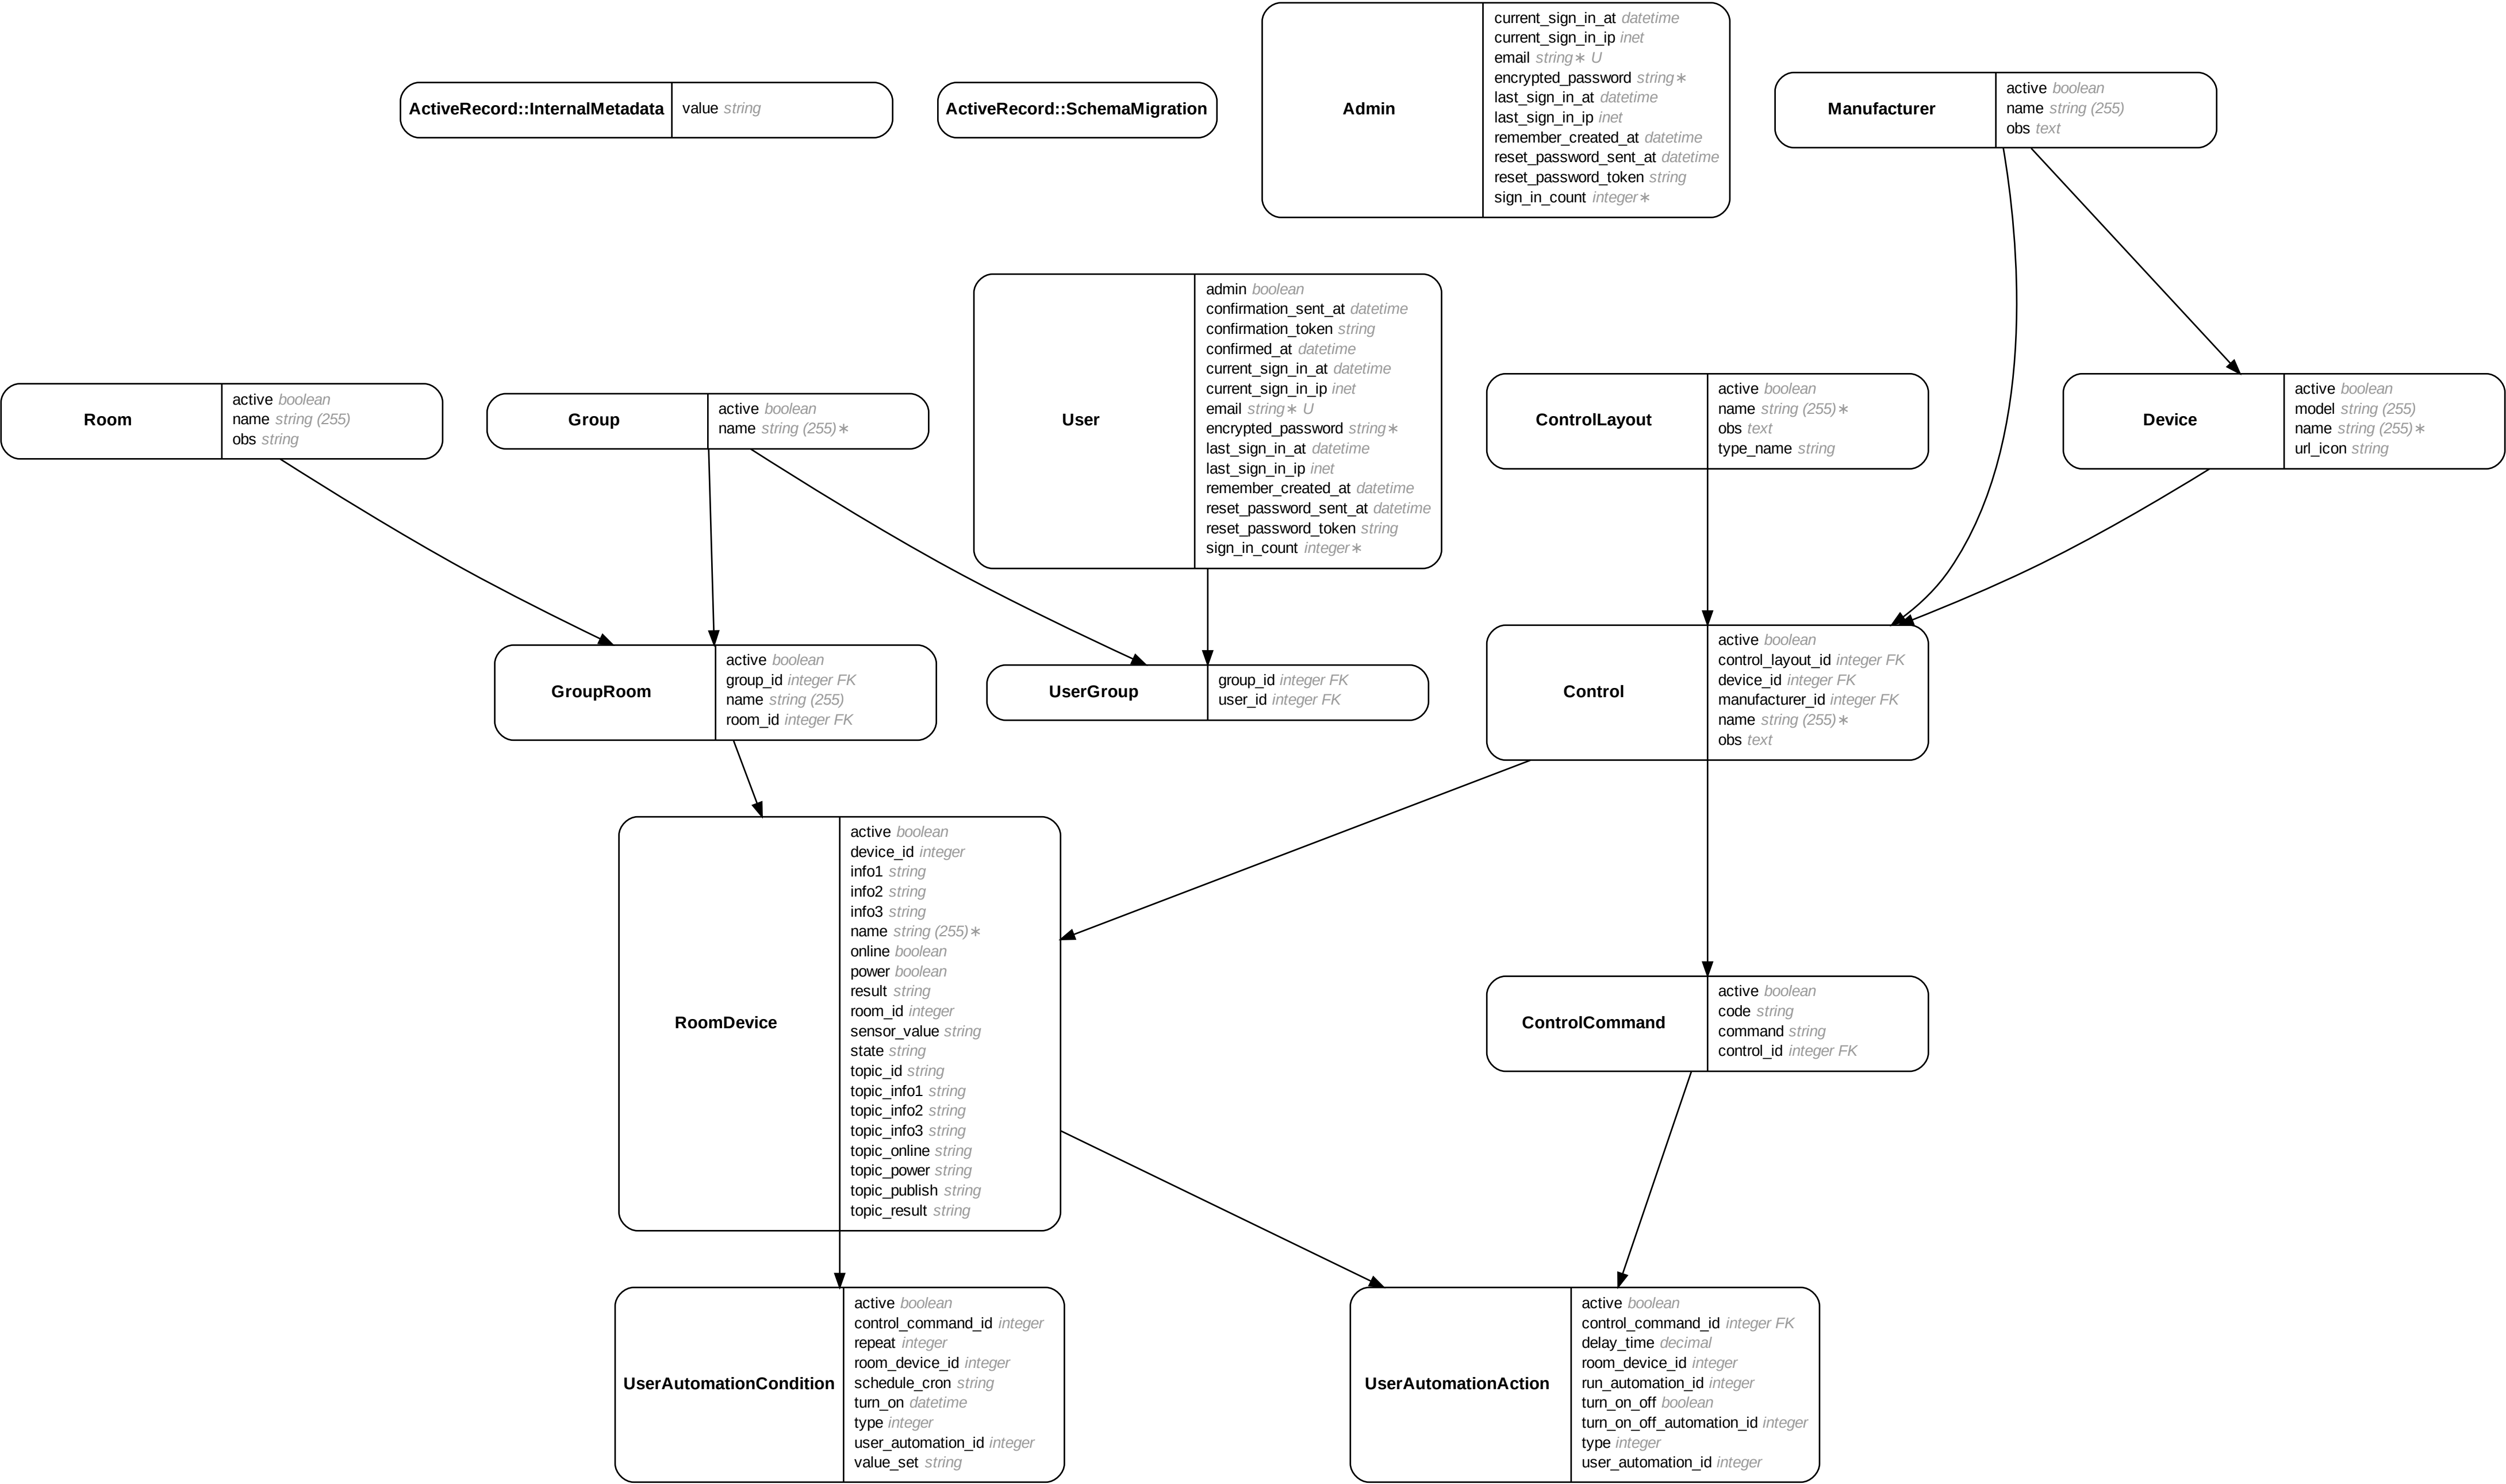 ActiveRecord::InternalMetadata
value string
ActiveRecord::SchemaMigration
Admin
current_sign_in_at datetime
current_sign_in_ip inet
email string∗ U
encrypted_password string∗
last_sign_in_at datetime
last_sign_in_ip inet
remember_created_at datetime
reset_password_sent_at datetime
reset_password_token string
sign_in_count integer∗
Manufacturer
active boolean
name string (255)
obs text
Room
active boolean
name string (255)
obs string
Group
active boolean
name string (255)∗
User
admin boolean
confirmation_sent_at datetime
confirmation_token string
confirmed_at datetime
current_sign_in_at datetime
current_sign_in_ip inet
email string∗ U
encrypted_password string∗
last_sign_in_at datetime
last_sign_in_ip inet
remember_created_at datetime
reset_password_sent_at datetime
reset_password_token string
sign_in_count integer∗
ControlLayout
active boolean
name string (255)∗
obs text
type_name string
Device
active boolean
model string (255)
name string (255)∗
url_icon string
GroupRoom
active boolean
group_id integer FK
name string (255)
room_id integer FK
UserGroup
group_id integer FK
user_id integer FK
Control
active boolean
control_layout_id integer FK
device_id integer FK
manufacturer_id integer FK
name string (255)∗
obs text
RoomDevice
active boolean
device_id integer
info1 string
info2 string
info3 string
name string (255)∗
online boolean
power boolean
result string
room_id integer
sensor_value string
state string
topic_id string
topic_info1 string
topic_info2 string
topic_info3 string
topic_online string
topic_power string
topic_publish string
topic_result string
ControlCommand
active boolean
code string
command string
control_id integer FK
UserAutomationCondition
active boolean
control_command_id integer
repeat integer
room_device_id integer
schedule_cron string
turn_on datetime
type integer
user_automation_id integer
value_set string
UserAutomationAction
active boolean
control_command_id integer FK
delay_time decimal
room_device_id integer
run_automation_id integer
turn_on_off boolean
turn_on_off_automation_id integer
type integer
user_automation_id integer